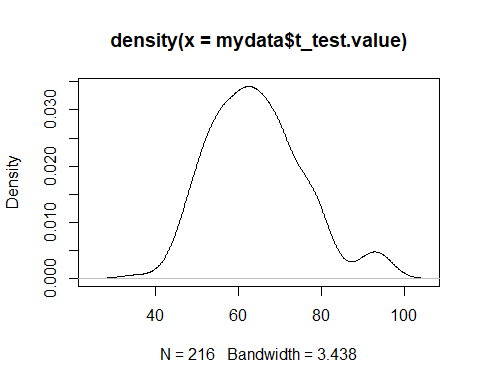 density(x = mydata$t_test.value)
Density
0.030
0.020
0.010
0.000
40 60 80 100
N = 216 Bandwidth = 3.438